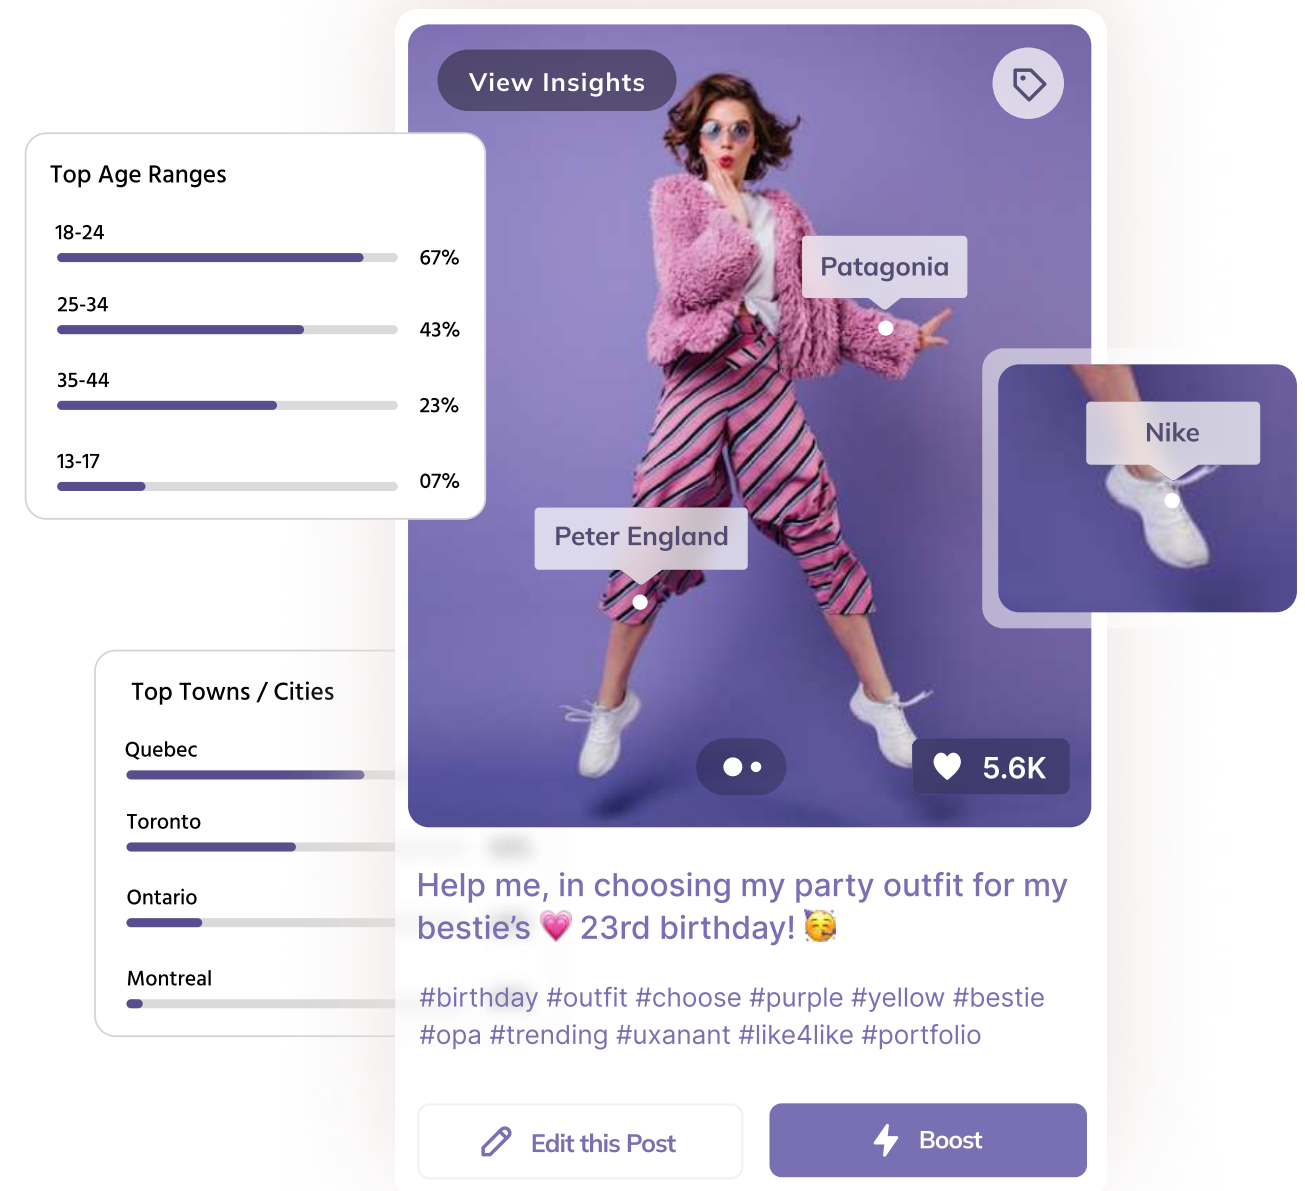 View Insights
Top Age Ranges
18-24
67%
25-34
43%
35-44
23%
13-17
07%
Patagonia
Nike
Peter England
5.6K
Top Towns / Cities
Quebec
Toronto
Ontario
Montreal
Help me, in choosing my party outfit for my
bestie’s 💗 23rd birthday! 🥳
#birthday #outfit #choose #purple #yellow #bestie
#opa #trending #uxanant #like4like #portfolio
Edit this Post
Boost